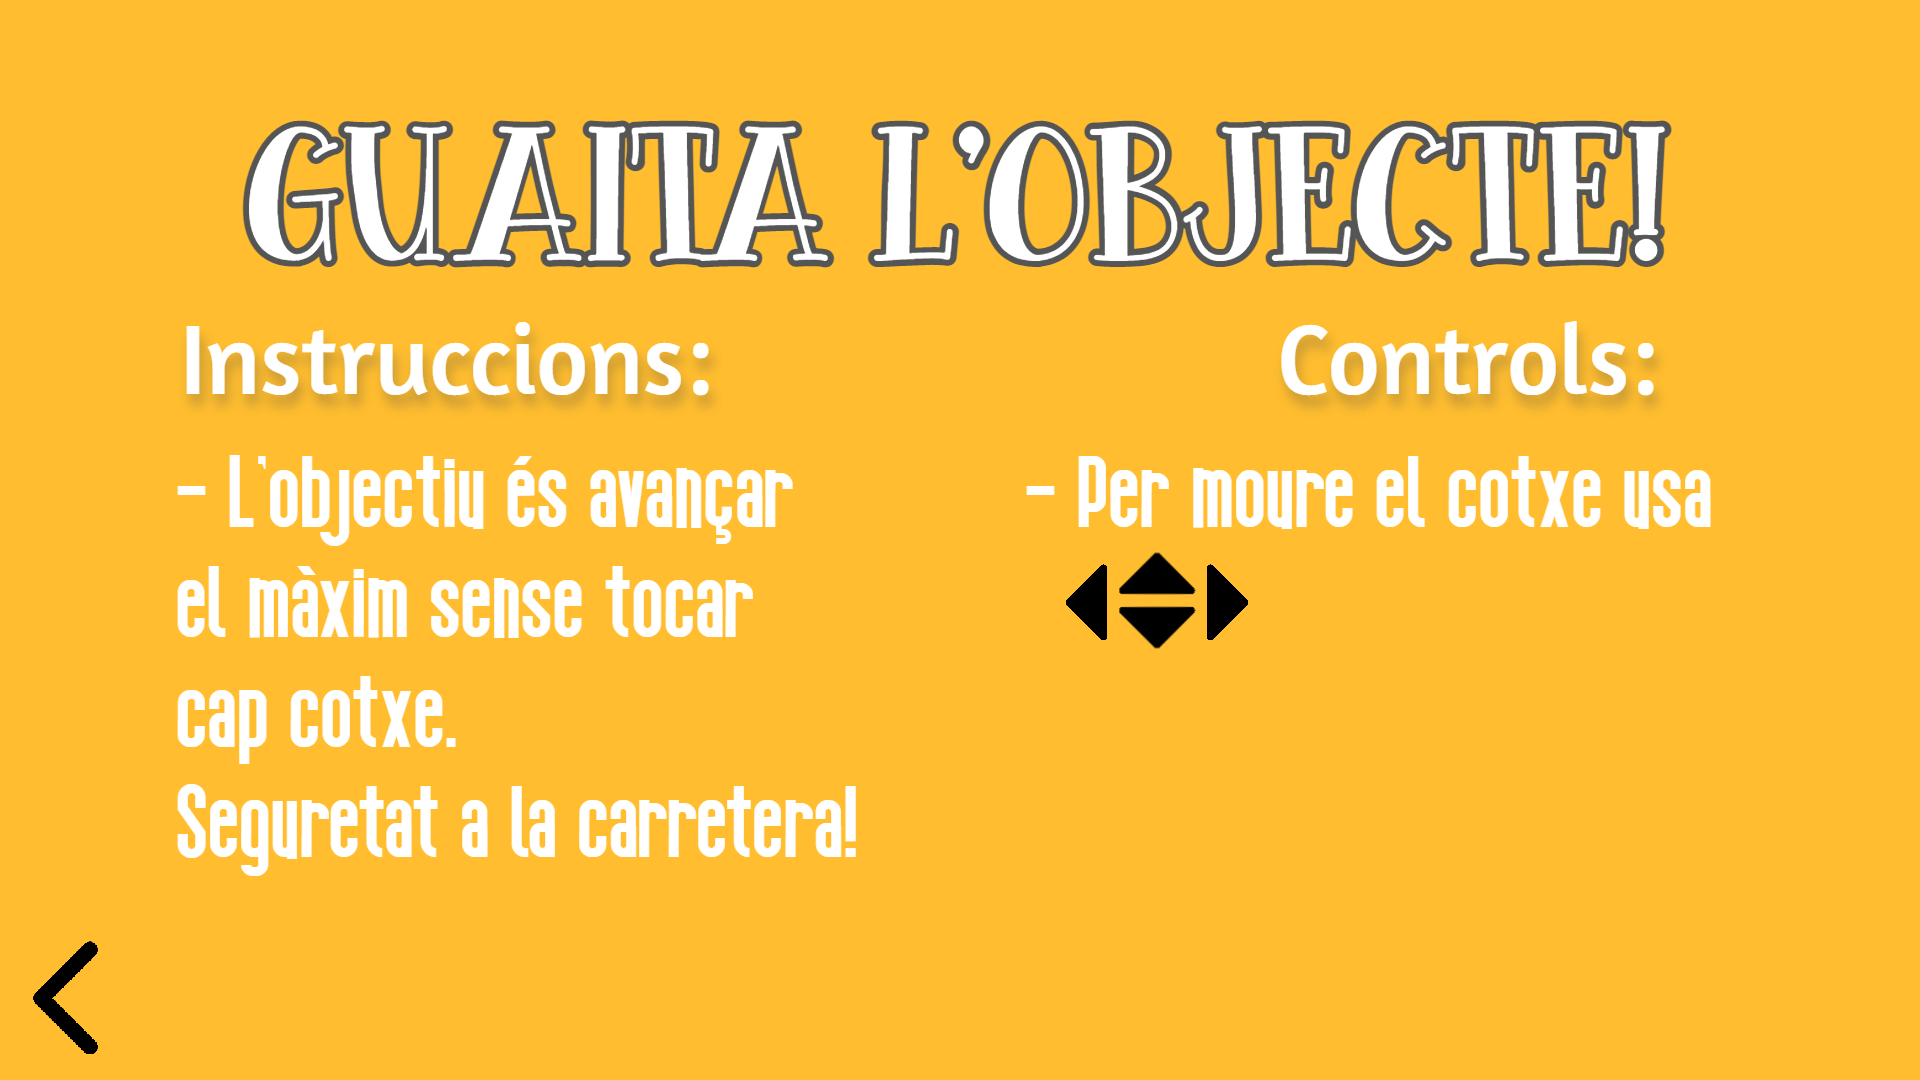 GUAITA L'OBJECTE!
Instruccions:
- L'objectiu és avançar
el màxim sense tocar
cap cotxe.
Seguretat a la carretera!
Controls:
- Per moure el cotxe usa